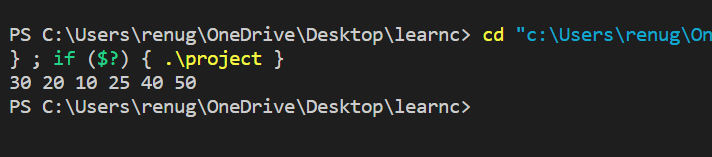 PS C:\Users\renug\OneDrive\Desktop\learnc> cd "c:\Users\renug\On
} ; if ($?) { .\project }
30 20 10 25 40 50
PS C:\Users\renug\OneDrive\Desktop\learnc>